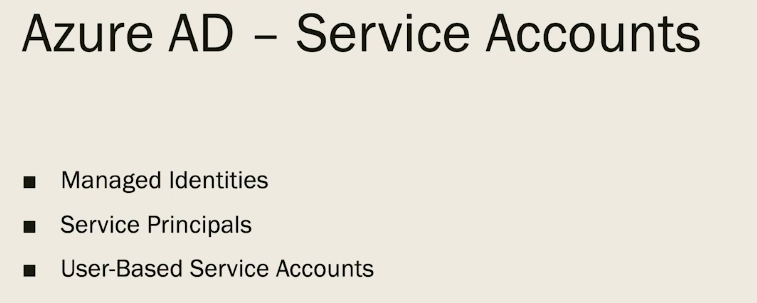 Azure AD – Service Accounts
■ Managed Identities
■ Service Principals
■ User-Based Service Accounts